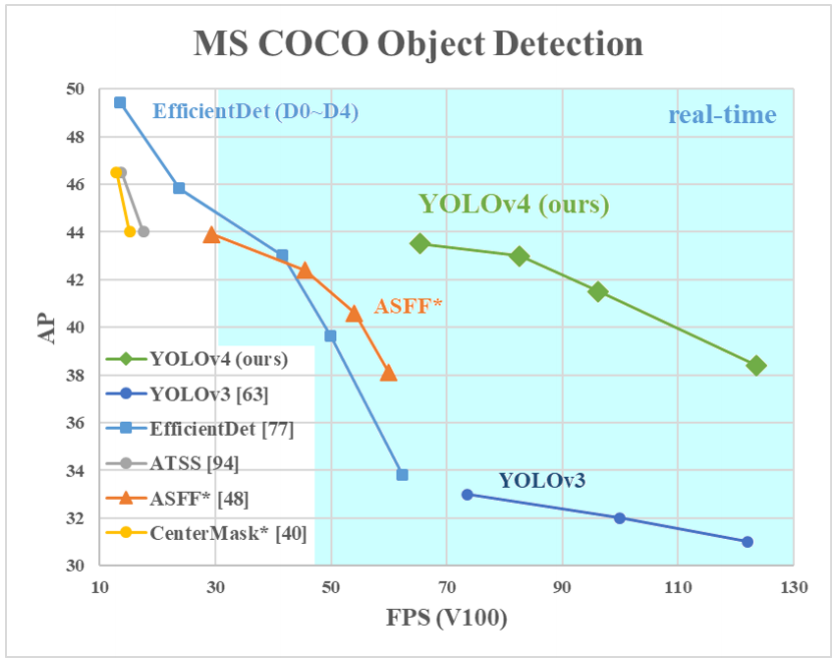 MS COCO Object Detection
50
48
46
44
42
40
38
36
34
32
30
AP
EfficientDet (D0~D4)
real-time
YOLOv4 (ours)
ASFF*
YOLOv3
YOLOv4 (ours)
YOLOv3 [63]
EfficientDet [77]
ATSS [94]
ASFF* [48]
CenterMask* [40]
10 30 50 70 90 110 130
FPS (V100)